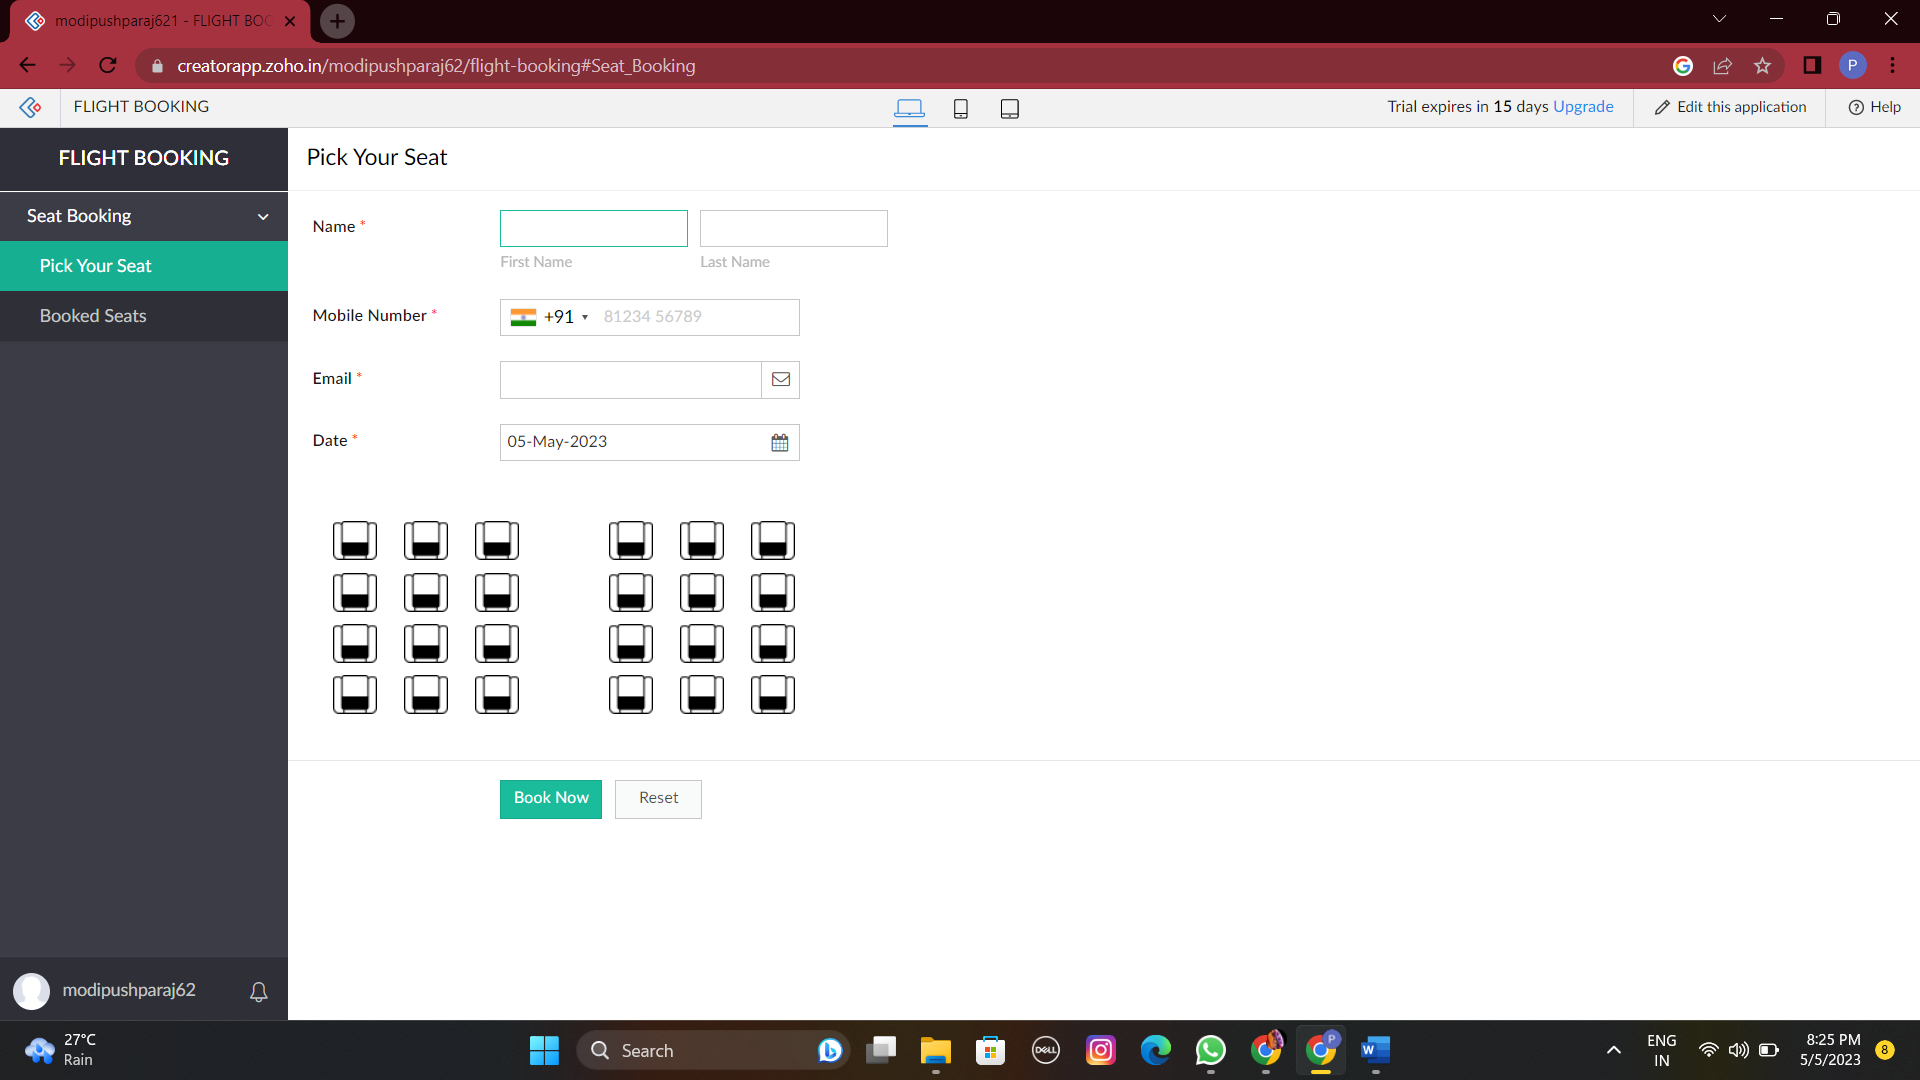 modipushparaj621 - FLIGHT BOO
creatorapp.zoho.in/modipushparaj62/flight-booking#Seat_Booking
P
FLIGHT BOOKING
Trial expires in 15 days Upgrade
Edit this application
Help
FLIGHT BOOKING
Pick Your Seat
Seat Booking
Pick Your Seat
Booked Seats
Name *
First Name
Last Name
Mobile Number *
+91
81234 56789
Email *
Date *
05-May-2023
Book Now
Reset
modipushparaj62
27°C
Rain
Search
DELL
P
W
ENG
IN
8:25 PM
5/5/2023
8